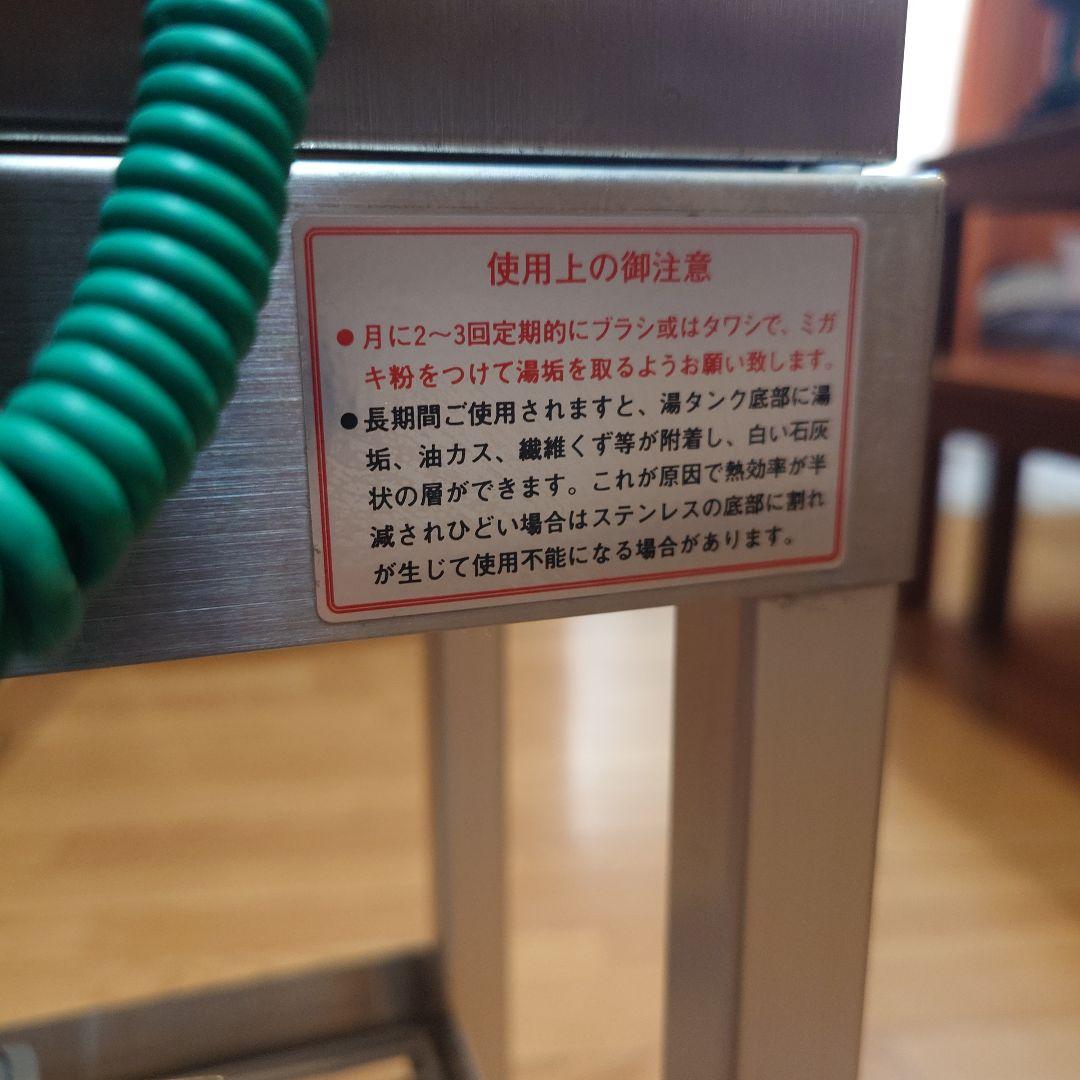 使用上の御注意
●月に2〜3回定期的にブラシ或はタワシで、ミガ
キ粉をつけて湯垢を取るようお願い致します。
●長期間ご使用されますと、湯タンク底部に湯
垢、油カス、繊維くず等が附着し、白い石灰
状の層ができます。これが原因で熱効率が半
減されひどい場合はステンレスの底部に割れ
が生じて使用不能になる場合があります。